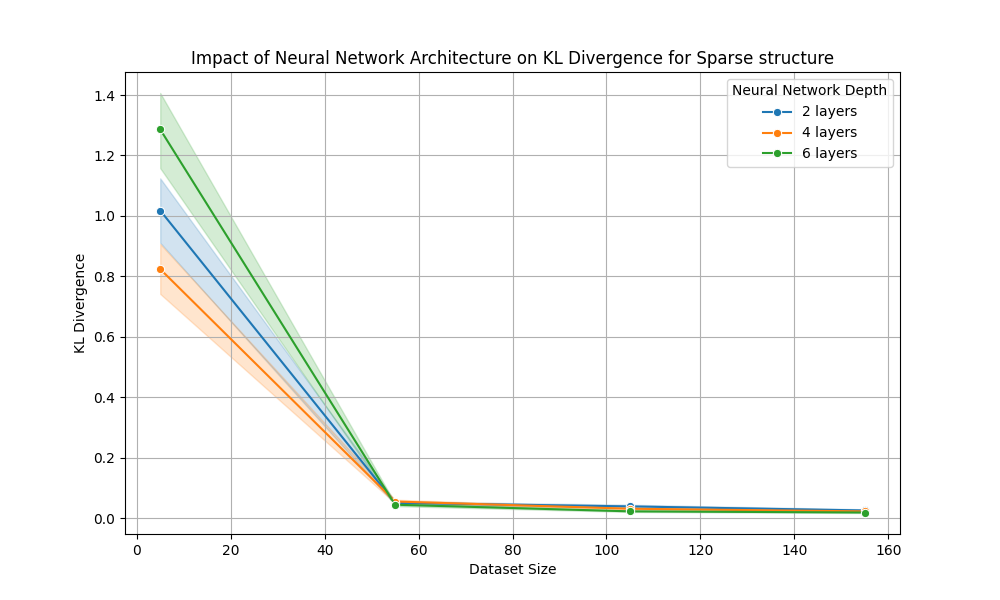 Impact of Neural Network Architecture on KL Divergence for Sparse structure
Neural Network Depth
2 layers
4 layers
6 layers
KL Divergence
1.4
1.2
1.0
0.8
0.6
0.4
0.2
0.0
0 20 40 60 80 100 120 140 160
Dataset Size